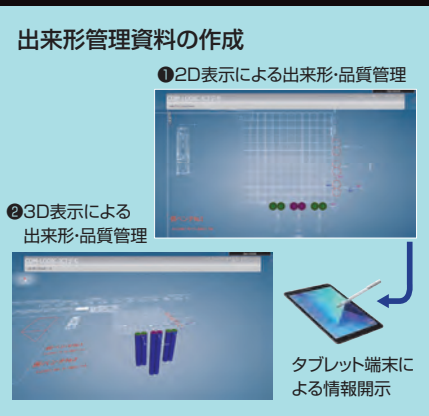 出来形管理資料の作成
❶2D表示による出来形・品質管理
❷3D表示による
出来形・品質管理
タブレット端末に
よる情報開示